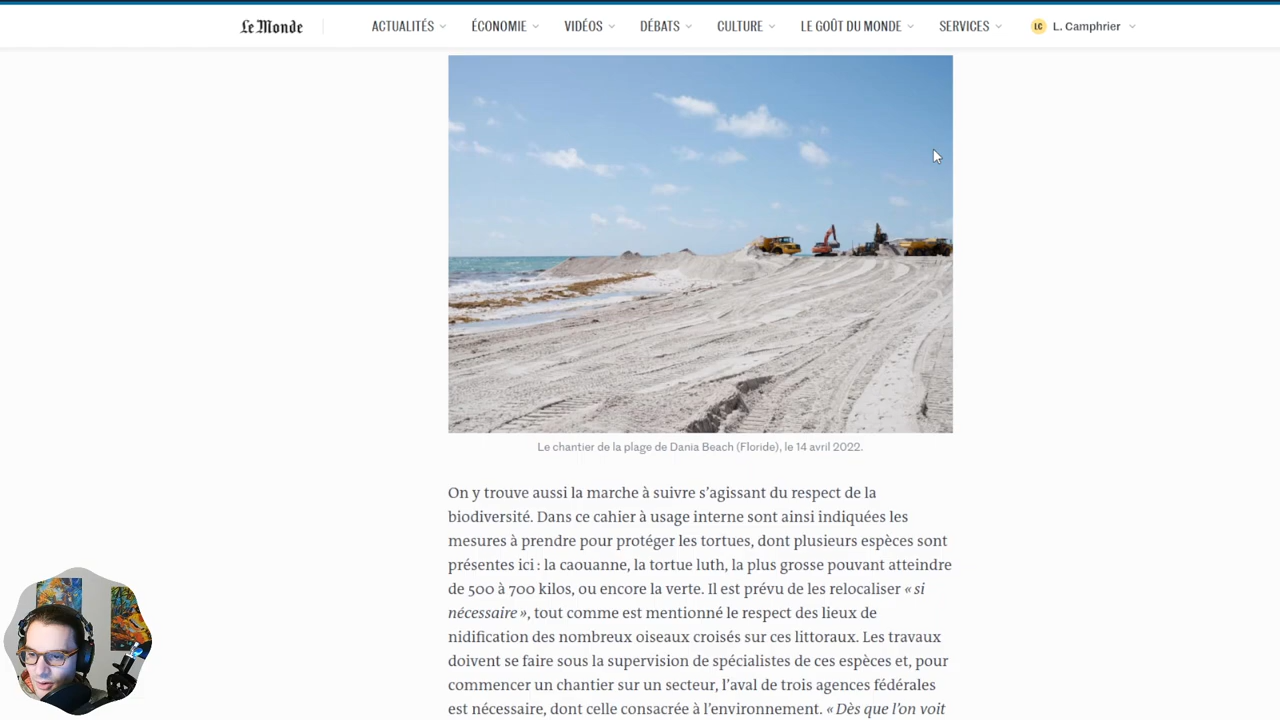 Le Monde ACTUALITÉS ÉCONOMIE VIDÉOS DÉBATS CULTURE LE GOÛT DU MONDE SERVICES LC L. Camphrier
Le chantier de la plage de Dania Beach (Floride), le 14 avril 2022.
On y trouve aussi la marche à suivre s’agissant du respect de la
biodiversité. Dans ce cahier à usage interne sont ainsi indiquées les
mesures à prendre pour protéger les tortues, dont plusieurs espèces sont
présentes ici : la caouanne, la tortue luth, la plus grosse pouvant atteindre
de 500 à 700 kilos, ou encore la verte. Il est prévu de les relocaliser « si
nécessaire », tout comme est mentionné le respect des lieux de
nidification des nombreux oiseaux croisés sur ces littoraux. Les travaux
doivent se faire sous la supervision de spécialistes de ces espèces et, pour
commencer un chantier sur un secteur, l’aval de trois agences fédérales
est nécessaire, dont celle consacrée à l’environnement. « Dès que l’on voit